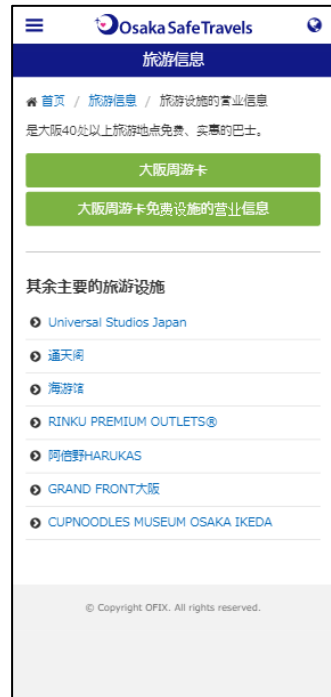 Osaka Safe Travels
旅游信息
首页 / 旅游信息 / 旅游设施的营业信息
是大阪40处以上旅游地点免费、实惠的巴士。
大阪周游卡
大阪周游卡免费设施的营业信息
其余主要的旅游设施
Universal Studios Japan
通天阁
海游馆
RINKU PREMIUM OUTLETS®
阿倍野HARUKAS
GRAND FRONT大阪
CUPNOODLES MUSEUM OSAKA IKEDA
© Copyright OFIX. All rights reserved.